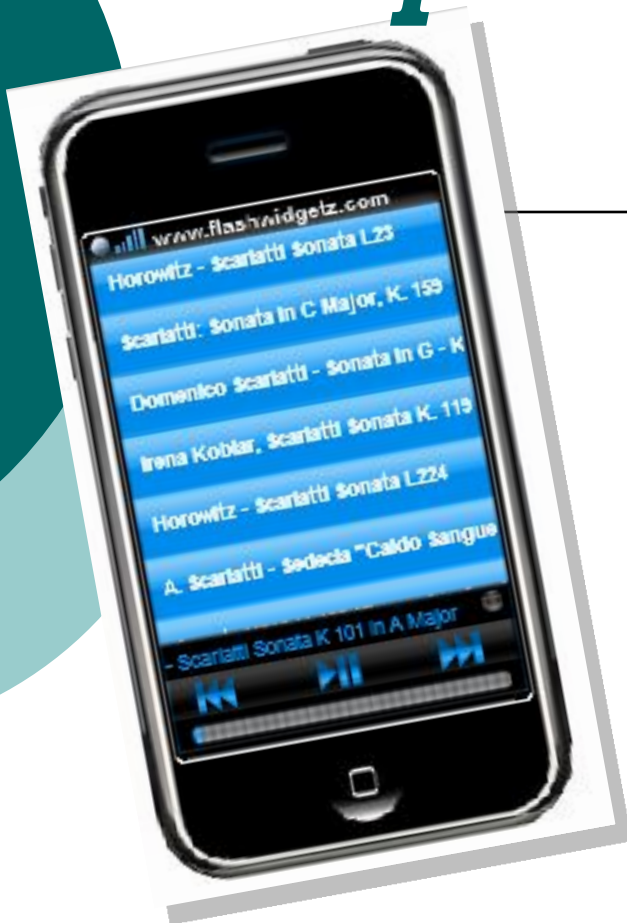 www.flashwidgetz.com
Horowitz - Scarlatti Sonata L23
Scarlatti: Sonata in C Major, K. 159
Domenico Scarlatti - Sonata in G - K
Irena Koblar, Scarlatti Sonata K. 119
Horowitz - Scarlatti Sonata L224
A. Scarlatti - Sedecia "Caldo Sangue
- Scarlatti Sonata K 101 in A Major